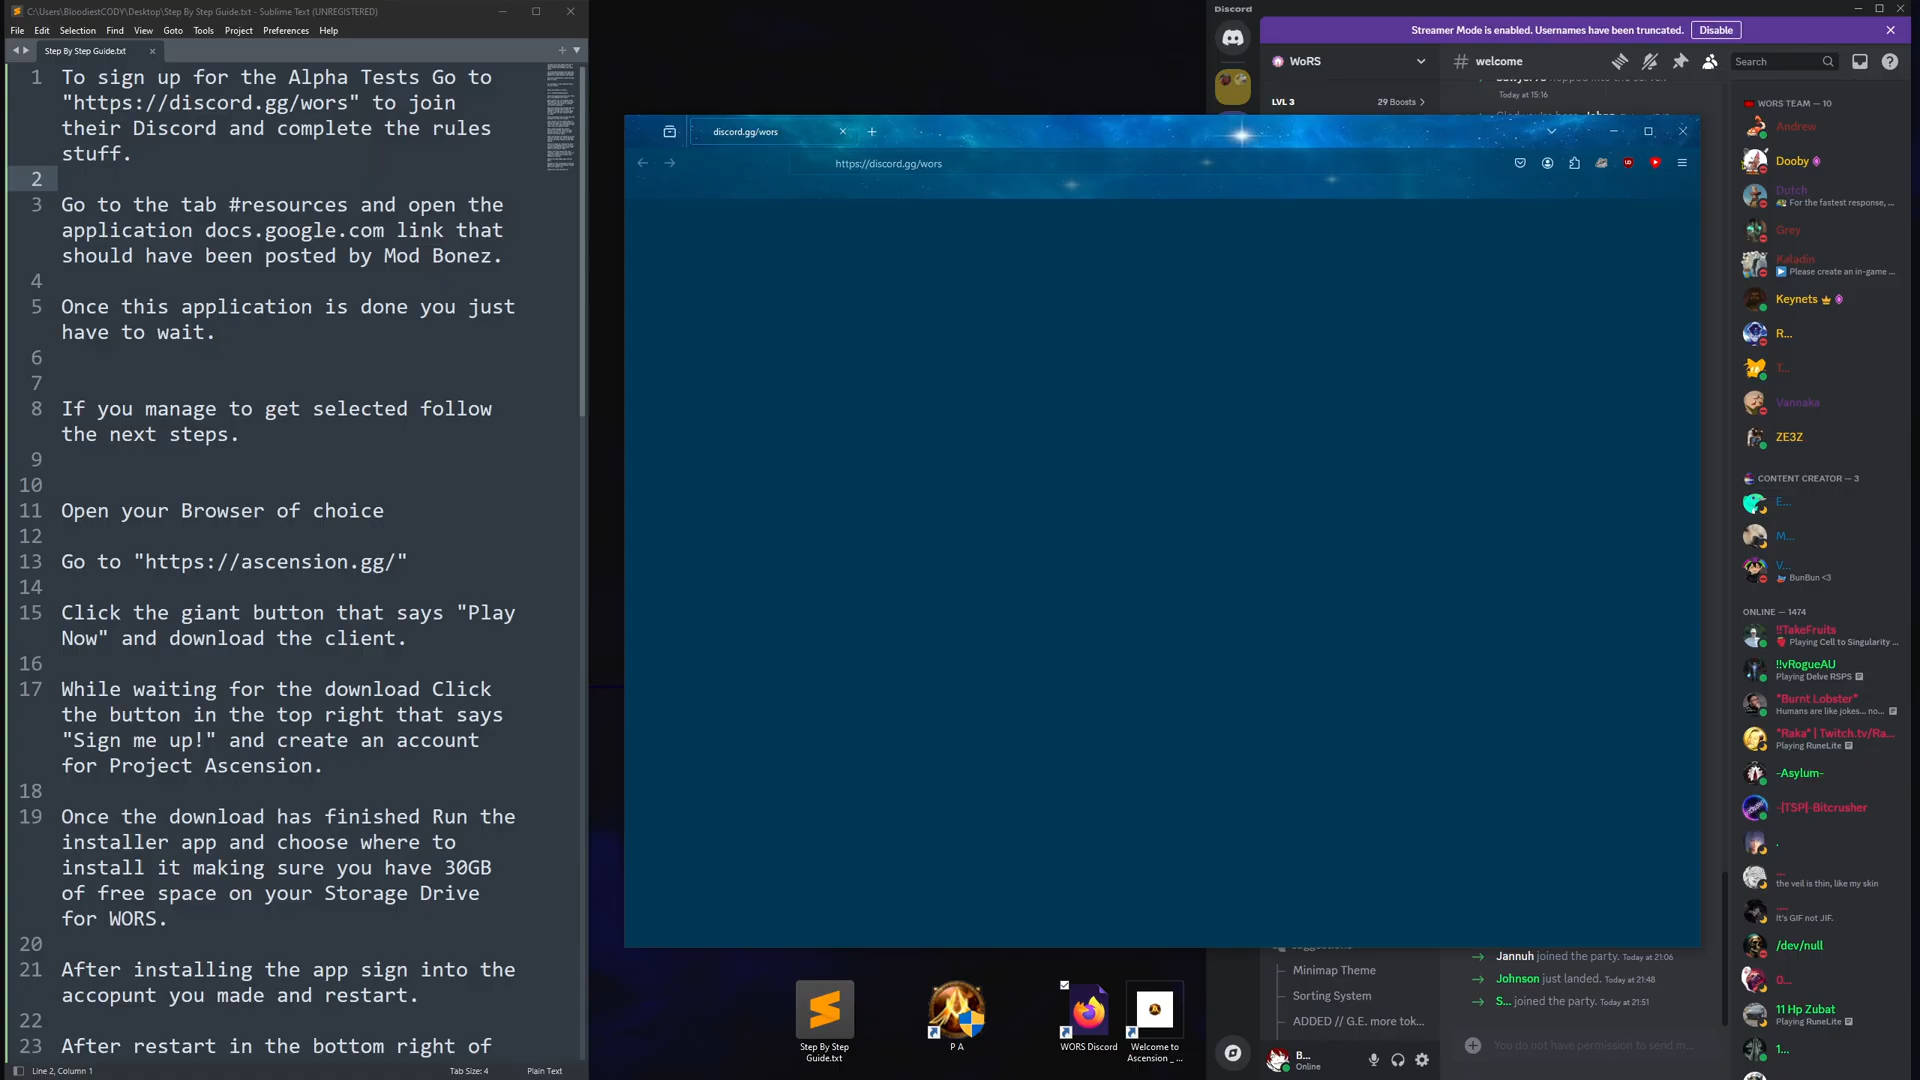 C:\Users\BloodiestCODY\Desktop\Step By Step Guide.txt - Sublime Text (UNREGISTERED)
File Edit Selection Find View Goto Tools Project Preferences Help
Step By Step Guide.txt
1 To sign up for the Alpha Tests Go to
"https://discord.gg/wors" to join
their Discord and complete the rules
stuff.
2
3 Go to the tab #resources and open the
application docs.google.com link that
should have been posted by Mod Bonez.
4
5 Once this application is done you just
have to wait.
6
7
8 If you manage to get selected follow
the next steps.
9
10
11 Open your Browser of choice
12
13 Go to "https://ascension.gg/"
14
15 Click the giant button that says "Play
Now" and download the client.
16
17 While waiting for the download Click
the button in the top right that says
"Sign me up!" and create an account
for Project Ascension.
18
19 Once the download has finished Run the
installer app and choose where to
install it making sure you have 30GB
of free space on your Storage Drive
for WORS.
20
21 After installing the app sign into the
accopunt you made and restart.
22
23 After restart in the bottom right of
Line 2, Column 1
Tab Size: 4
Plain Text
discord.gg/wors
https://discord.gg/wors
Step By Step
Guide.txt
P A
WORS Discord
Welcome to
Ascension _ ...
Discord
Streamer Mode is enabled. Usernames have been truncated.
Disable
WoRS
welcome
Search
LVL 3
29 Boosts
Today at 15:16
Minimap Theme
Sorting System
ADDED // G.E. more tok...
B...
Online
Jannuh joined the party. Today at 21:06
Johnson just landed. Today at 21:48
S... joined the party. Today at 21:51
You do not have permission to send m...
WORS TEAM — 10
Andrew
Dooby
Dutch
For the fastest response, ...
Grey
Kaladin
Please create an in-game ...
Keynets
R...
T...
Vannaka
ZE3Z
CONTENT CREATOR — 3
E...
M...
V...
BunBun <3
ONLINE — 1474
!!TakeFruits
Playing Cell to Singularity ...
!!vRogueAU
Playing Delve RSPS
*Burnt Lobster*
Humans are like jokes... no...
*Raka* | Twitch.tv/Ra...
Playing RuneLite
-Asylum-
-|TSP|-Bitcrusher
.
...
the veil is thin, like my skin
....
It's GIF not JIF.
/dev/null
0...
11 Hp Zubat
Playing RuneLite
1...